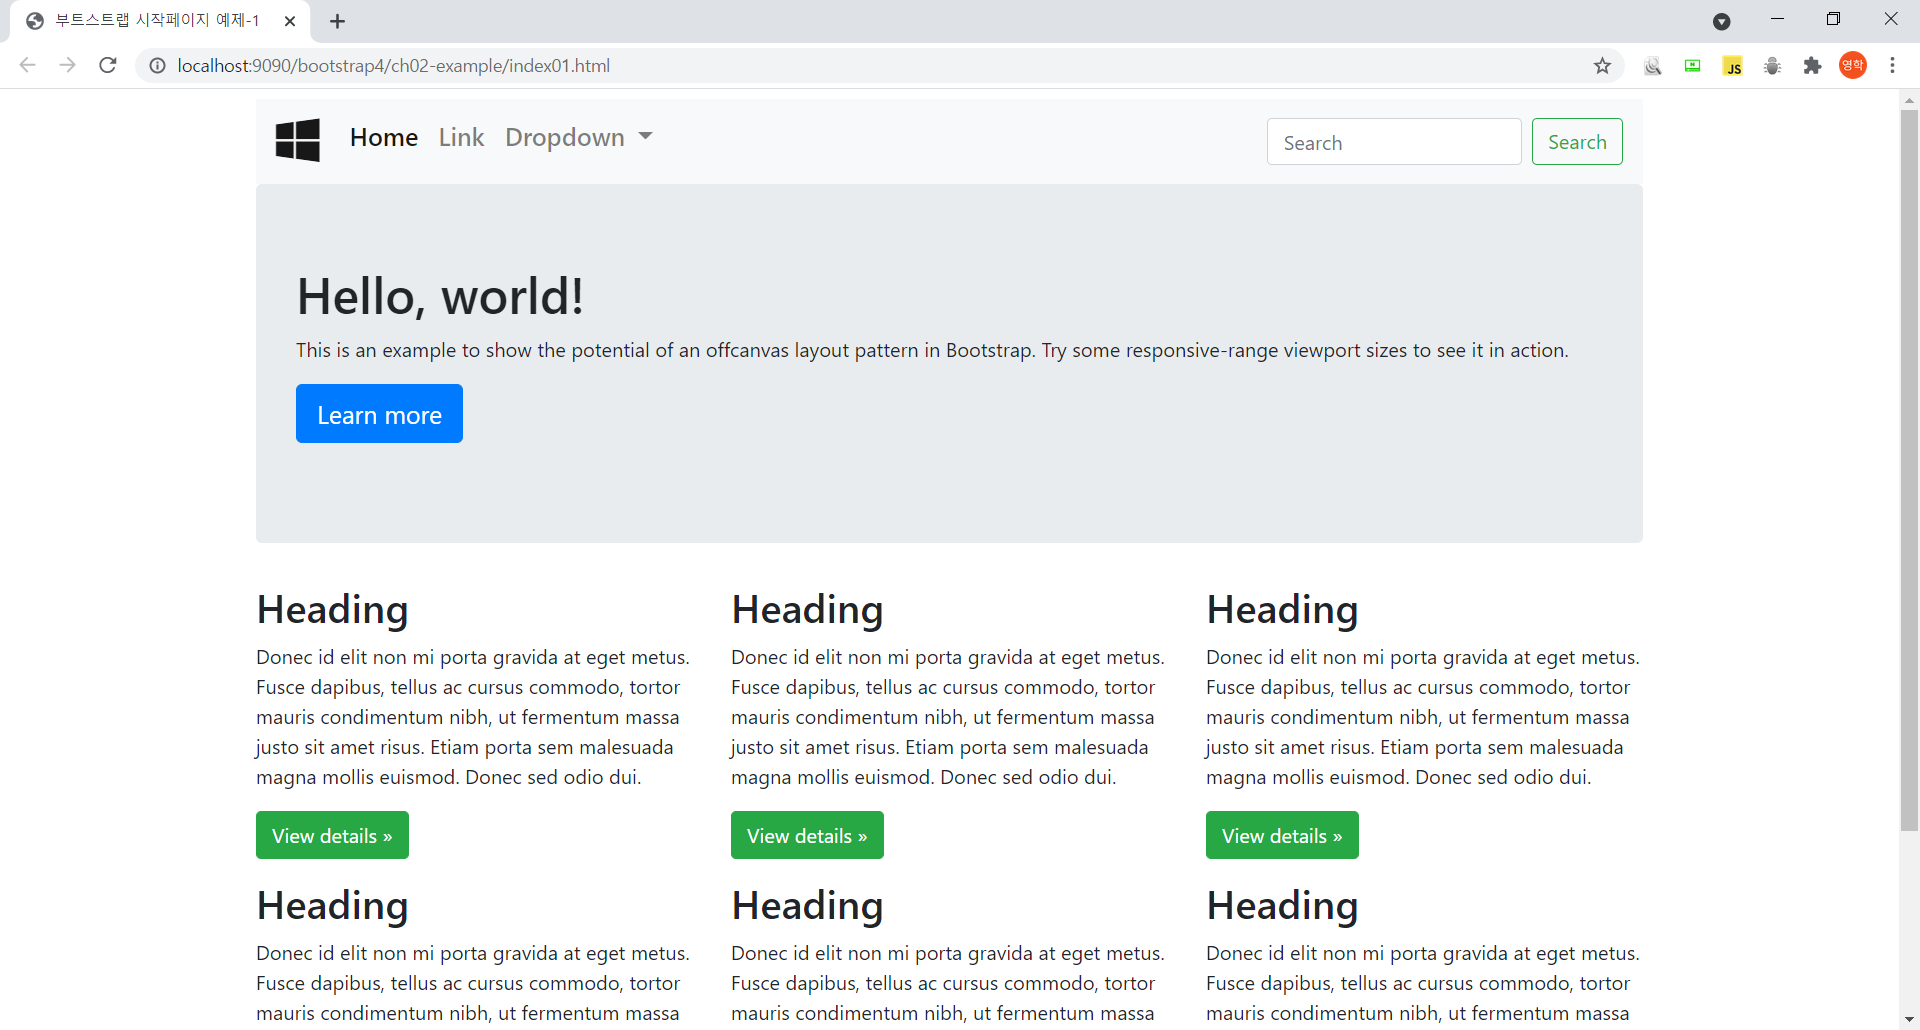 부트스트랩 시작페이지 예제-1
localhost:9090/bootstrap4/ch02-example/index01.html
JS
영학
Home Link Dropdown
Search
Search
Hello, world!
This is an example to show the potential of an offcanvas layout pattern in Bootstrap. Try some responsive-range viewport sizes to see it in action.
Learn more
Heading
Donec id elit non mi porta gravida at eget metus.
Fusce dapibus, tellus ac cursus commodo, tortor
mauris condimentum nibh, ut fermentum massa
justo sit amet risus. Etiam porta sem malesuada
magna mollis euismod. Donec sed odio dui.
View details »
Heading
Donec id elit non mi porta gravida at eget metus.
Fusce dapibus, tellus ac cursus commodo, tortor
mauris condimentum nibh, ut fermentum massa
justo sit amet risus. Etiam porta sem malesuada
magna mollis euismod. Donec sed odio dui.
View details »
Heading
Donec id elit non mi porta gravida at eget metus.
Fusce dapibus, tellus ac cursus commodo, tortor
mauris condimentum nibh, ut fermentum massa
justo sit amet risus. Etiam porta sem malesuada
magna mollis euismod. Donec sed odio dui.
View details »
Heading
Donec id elit non mi porta gravida at eget metus.
Fusce dapibus, tellus ac cursus commodo, tortor
mauris condimentum nibh, ut fermentum massa
Heading
Donec id elit non mi porta gravida at eget metus.
Fusce dapibus, tellus ac cursus commodo, tortor
mauris condimentum nibh, ut fermentum massa
Heading
Donec id elit non mi porta gravida at eget metus.
Fusce dapibus, tellus ac cursus commodo, tortor
mauris condimentum nibh, ut fermentum massa